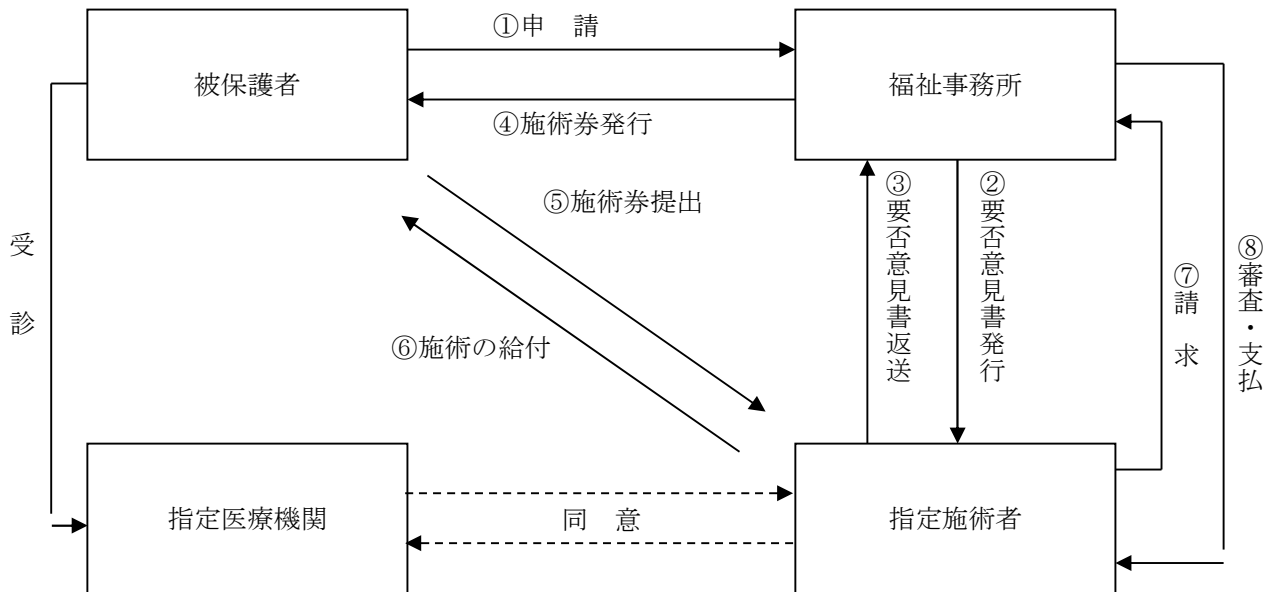 ①申　請
被保護者
福祉事務所
④施術券発行
⑤施術券提出
③要否意見書返送
②要否意見書発行
受　診
⑦請　求
⑧審査・支払
⑥施術の給付
指定医療機関
同　意
指定施術者